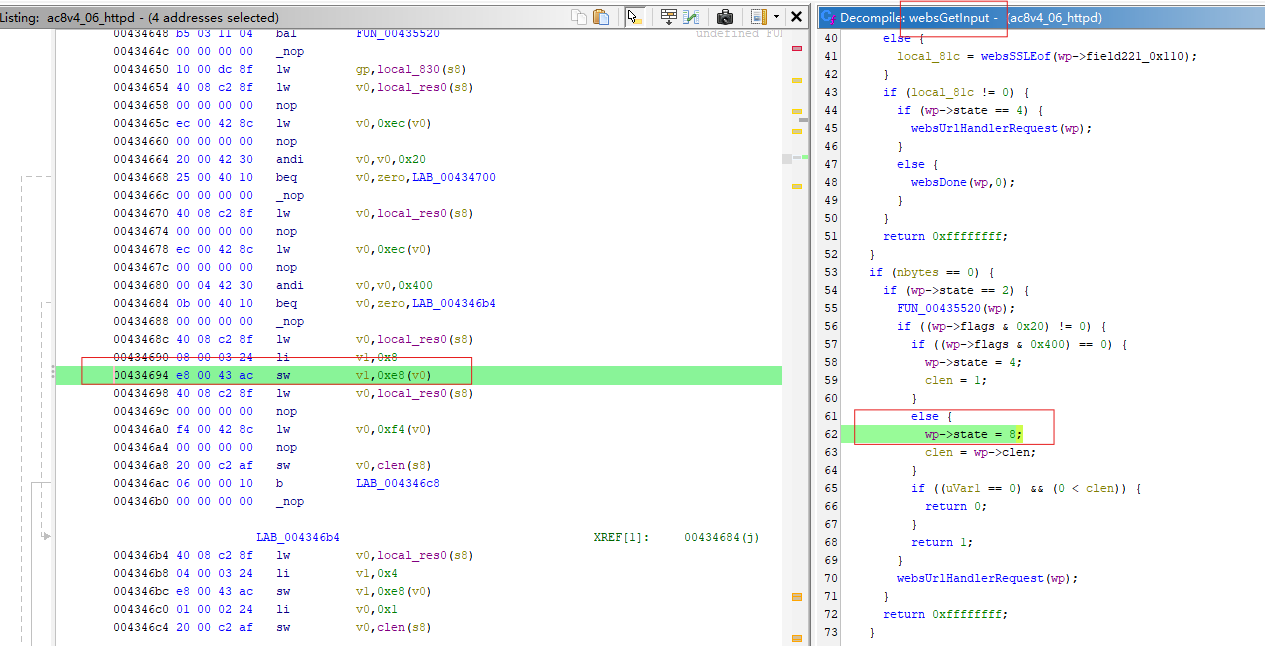 Listing: ac8v4_06_httpd - (4 addresses selected)
00434648 b5 03 11 04 bal FUN_00435520 undefined
0043464c 00 00 00 00 _nop
00434650 10 00 dc 8f lw gp,local_830(s8)
00434654 40 08 c2 8f lw v0,local_res0(s8)
00434658 00 00 00 00 nop
0043465c ec 00 42 8c lw v0,0xec(v0)
00434660 00 00 00 00 nop
00434664 20 00 42 30 andi v0,v0,0x20
00434668 25 00 40 10 beq v0,zero,LAB_00434700
0043466c 00 00 00 00 _nop
00434670 40 08 c2 8f lw v0,local_res0(s8)
00434674 00 00 00 00 nop
00434678 ec 00 42 8c lw v0,0xec(v0)
0043467c 00 00 00 00 nop
00434680 00 04 42 30 andi v0,v0,0x400
00434684 0b 00 40 10 beq v0,zero,LAB_004346b4
00434688 00 00 00 00 _nop
0043468c 40 08 c2 8f lw v0,local_res0(s8)
00434690 08 00 03 24 li v1,0x8
00434694 e8 00 43 ac sw v1,0xe8(v0)
00434698 40 08 c2 8f lw v0,local_res0(s8)
0043469c 00 00 00 00 nop
004346a0 f4 00 42 8c lw v0,0xf4(v0)
004346a4 00 00 00 00 nop
004346a8 20 00 c2 af sw v0,clen(s8)
004346ac 06 00 00 10 b LAB_004346c8
004346b0 00 00 00 00 _nop
LAB_004346b4 XREF[1]: 00434684(j)
004346b4 40 08 c2 8f lw v0,local_res0(s8)
004346b8 04 00 03 24 li v1,0x4
004346bc e8 00 43 ac sw v1,0xe8(v0)
004346c0 01 00 02 24 li v0,0x1
004346c4 20 00 c2 af sw v0,clen(s8)
Decompile: websGetInput - (ac8v4_06_httpd)
40 else {
41 local_81c = websSSLEof(wp->field221_0x110);
42 }
43 if (local_81c != 0) {
44 if (wp->state == 4) {
45 websUrlHandlerRequest(wp);
46 }
47 else {
48 websDone(wp,0);
49 }
50 }
51 return 0xffffffff;
52 }
53 if (nbytes == 0) {
54 if (wp->state == 2) {
55 FUN_00435520(wp);
56 if ((wp->flags & 0x20) != 0) {
57 if ((wp->flags & 0x400) == 0) {
58 wp->state = 4;
59 clen = 1;
60 }
61 else {
62 wp->state = 8;
63 clen = wp->clen;
64 }
65 if ((uVar1 == 0) && (0 < clen)) {
66 return 0;
67 }
68 return 1;
69 }
70 websUrlHandlerRequest(wp);
71 }
72 return 0xffffffff;
73 }